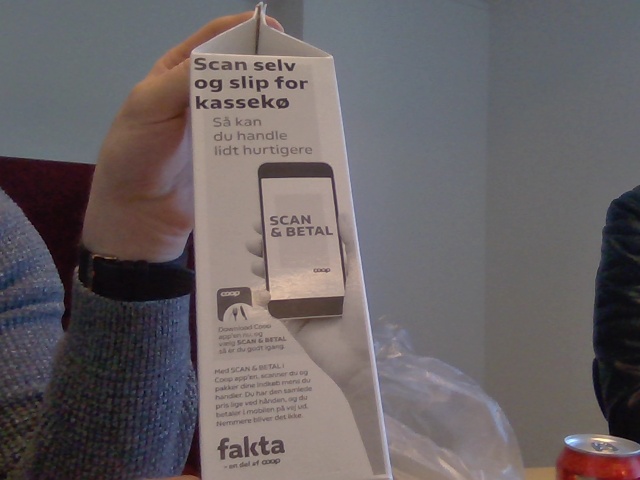 Scan selv
og slip for
kassekø
Så kan
du handle
lidt hurtigere
SCAN
& BETAL
coop
coop
Download Coop
app'en nu, og
vælg SCAN & BETAL
så er du godt igang.
Med SCAN & BETAL i
Coop app'en, scanner du og
pakker dine indkøb mens du
handler. Du har den samlede
pris lige ved hånden, og du
betaler i mobilen på vej ud.
Nemmere bliver det ikke.
fakta
- en del af coop